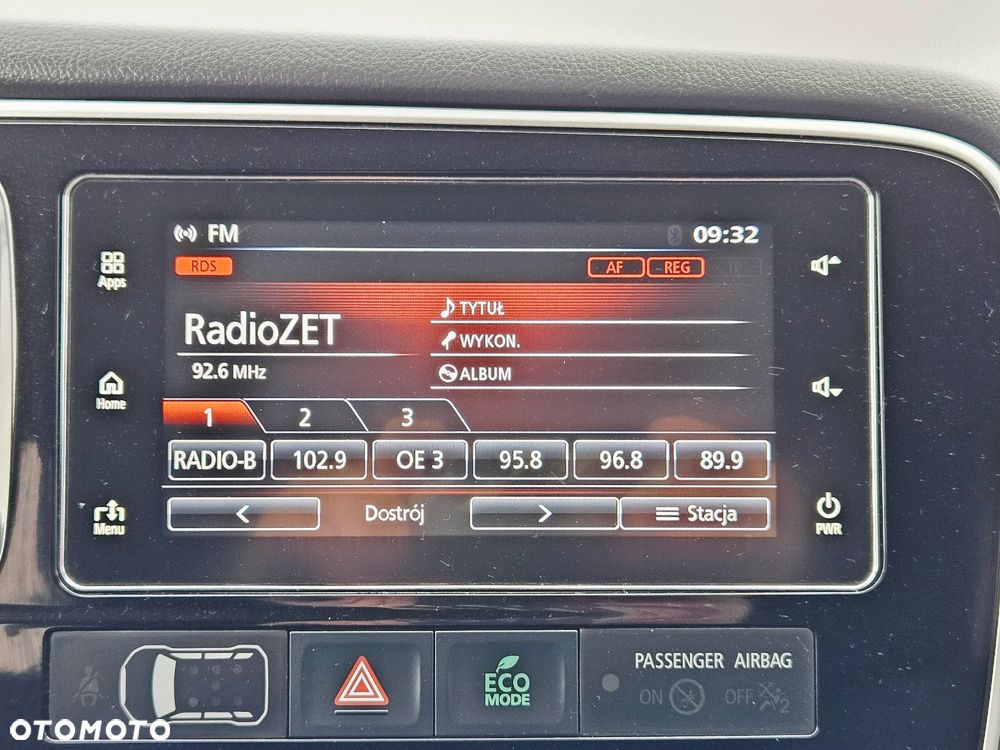 FM 09:32
RDS AF REG
Apps
TYTUŁ
RadioZET
WYKON.
92.6 MHz
ALBUM
Home
1 2 3
RADIO-B 102.9 OE 3 95.8 96.8 89.9
< Dostrój > Stacja
Menu
PWR
PASSENGER AIRBAG
ECO
MODE
ON OFF
2
OTOMOTO